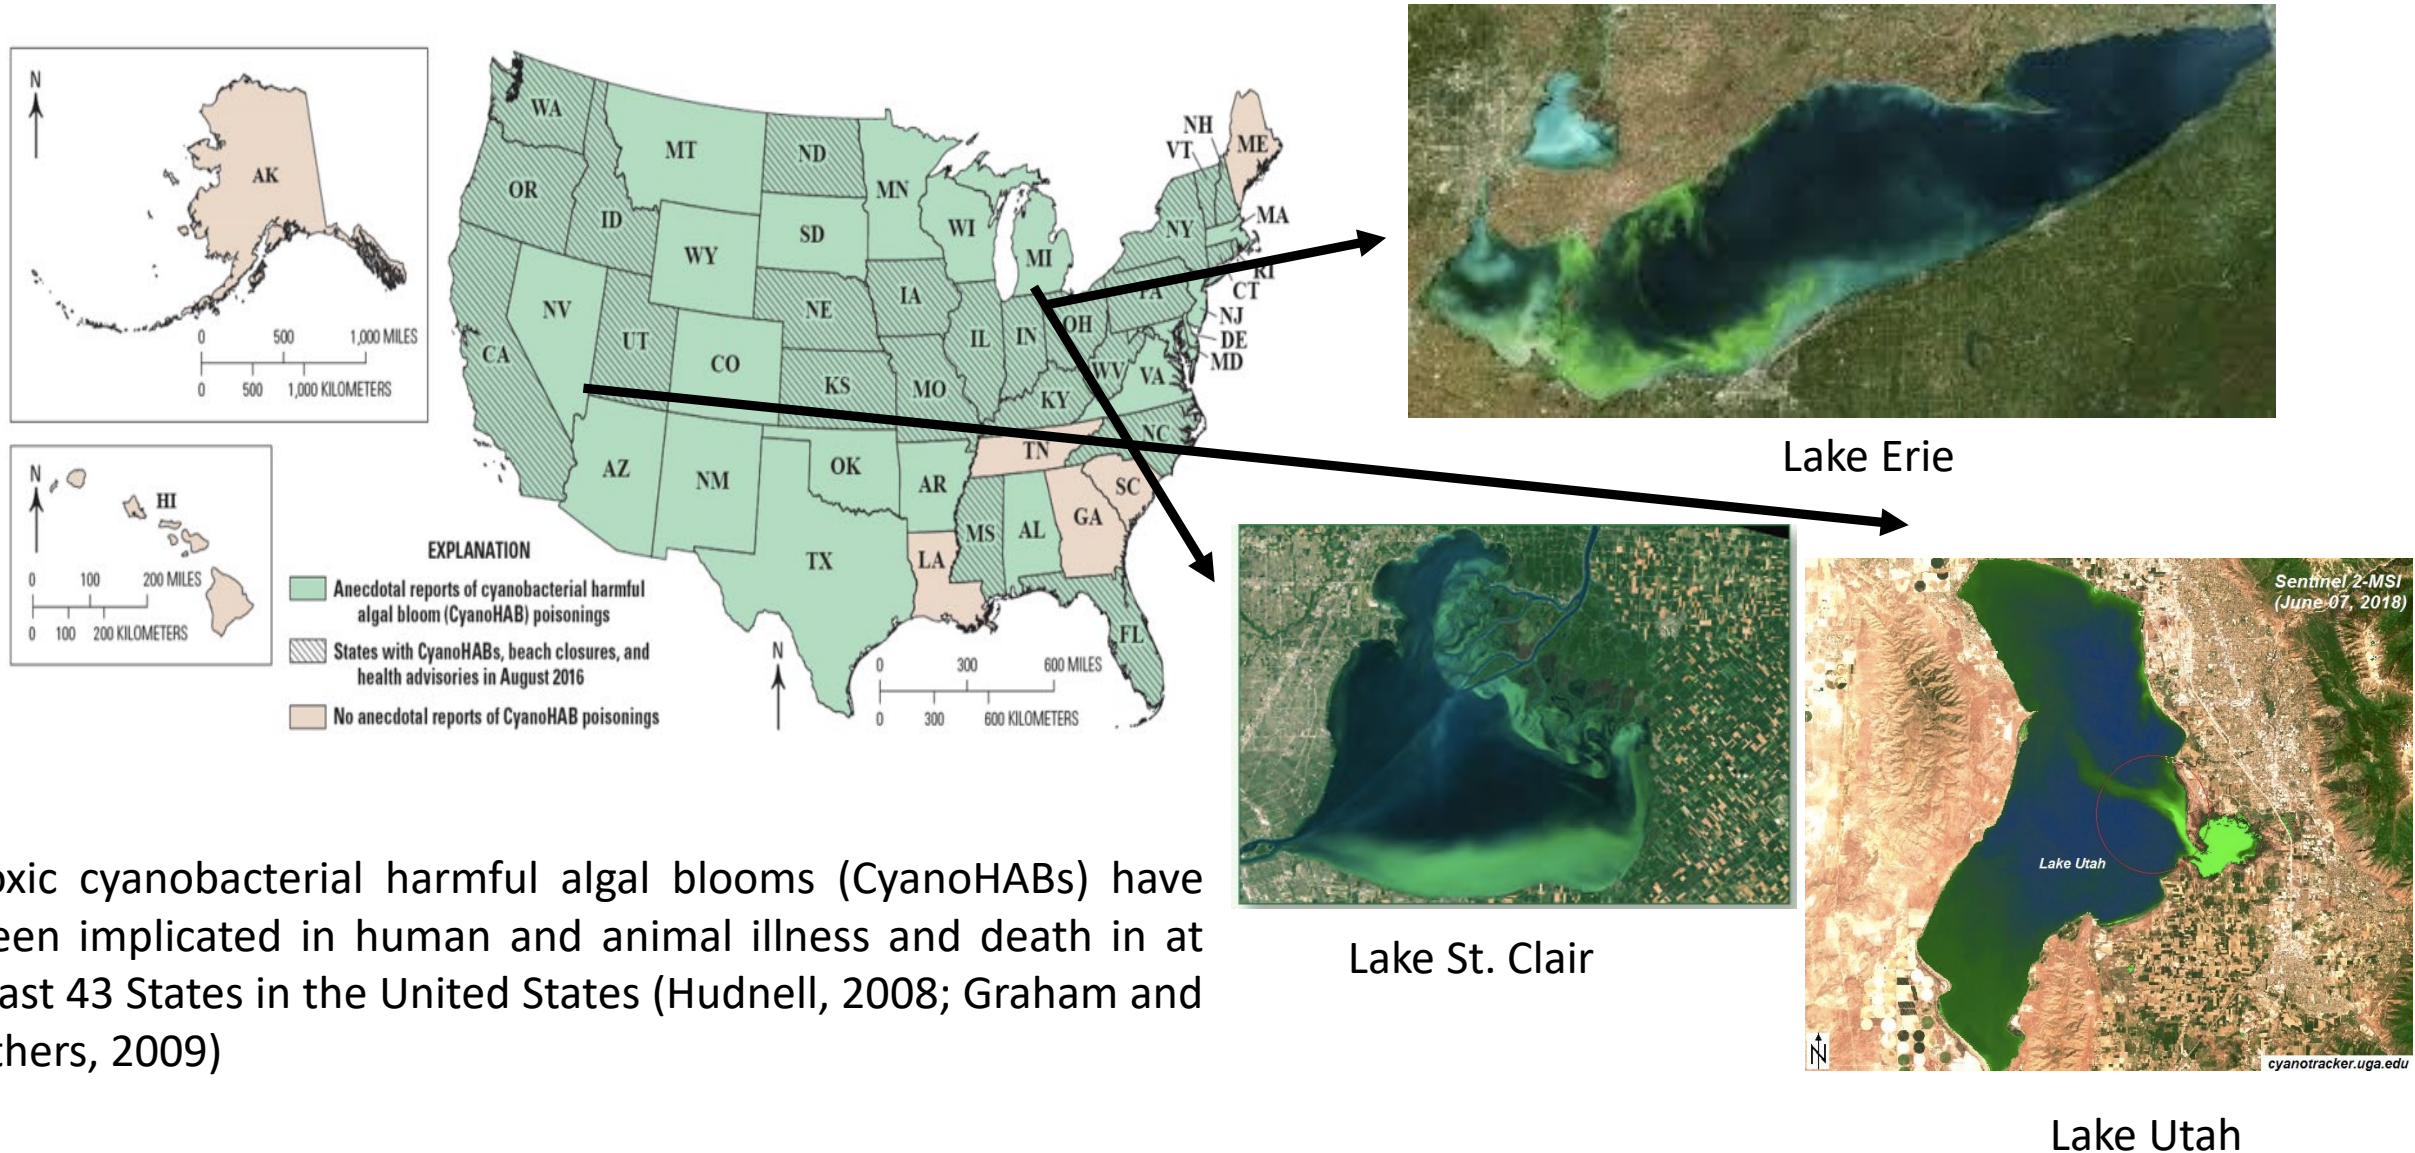 N
AK
0 500 1,000 MILES
0 500 1,000 KILOMETERS
N
HI
0 100 200 MILES
0 100 200 KILOMETERS
WA
OR
ID
MT
ND
MN
SD
WY
NE
IA
WI
MI
NV
UT
CO
CA
KS
MO
IL
IN
OH
KY
WV
VA
PA
NY
VT
NH
ME
MA
RI
CT
NJ
DE
MD
NC
TN
SC
GA
AL
MS
AR
LA
OK
TX
NM
AZ
FL
EXPLANATION
Anecdotal reports of cyanobacterial harmful
algal bloom (CyanoHAB) poisonings
States with CyanoHABs, beach closures, and
health advisories in August 2016
No anecdotal reports of CyanoHAB poisonings
N
0 300 600 MILES
0 300 600 KILOMETERS
Lake Erie
Lake St. Clair
Sentinel 2-MSI
(June 07, 2018)
Lake Utah
N
cyanotracker.uga.edu
Lake Utah
oxic cyanobacterial harmful algal blooms (CyanoHABs) have
een implicated in human and animal illness and death in at
ast 43 States in the United States (Hudnell, 2008; Graham and
thers, 2009)